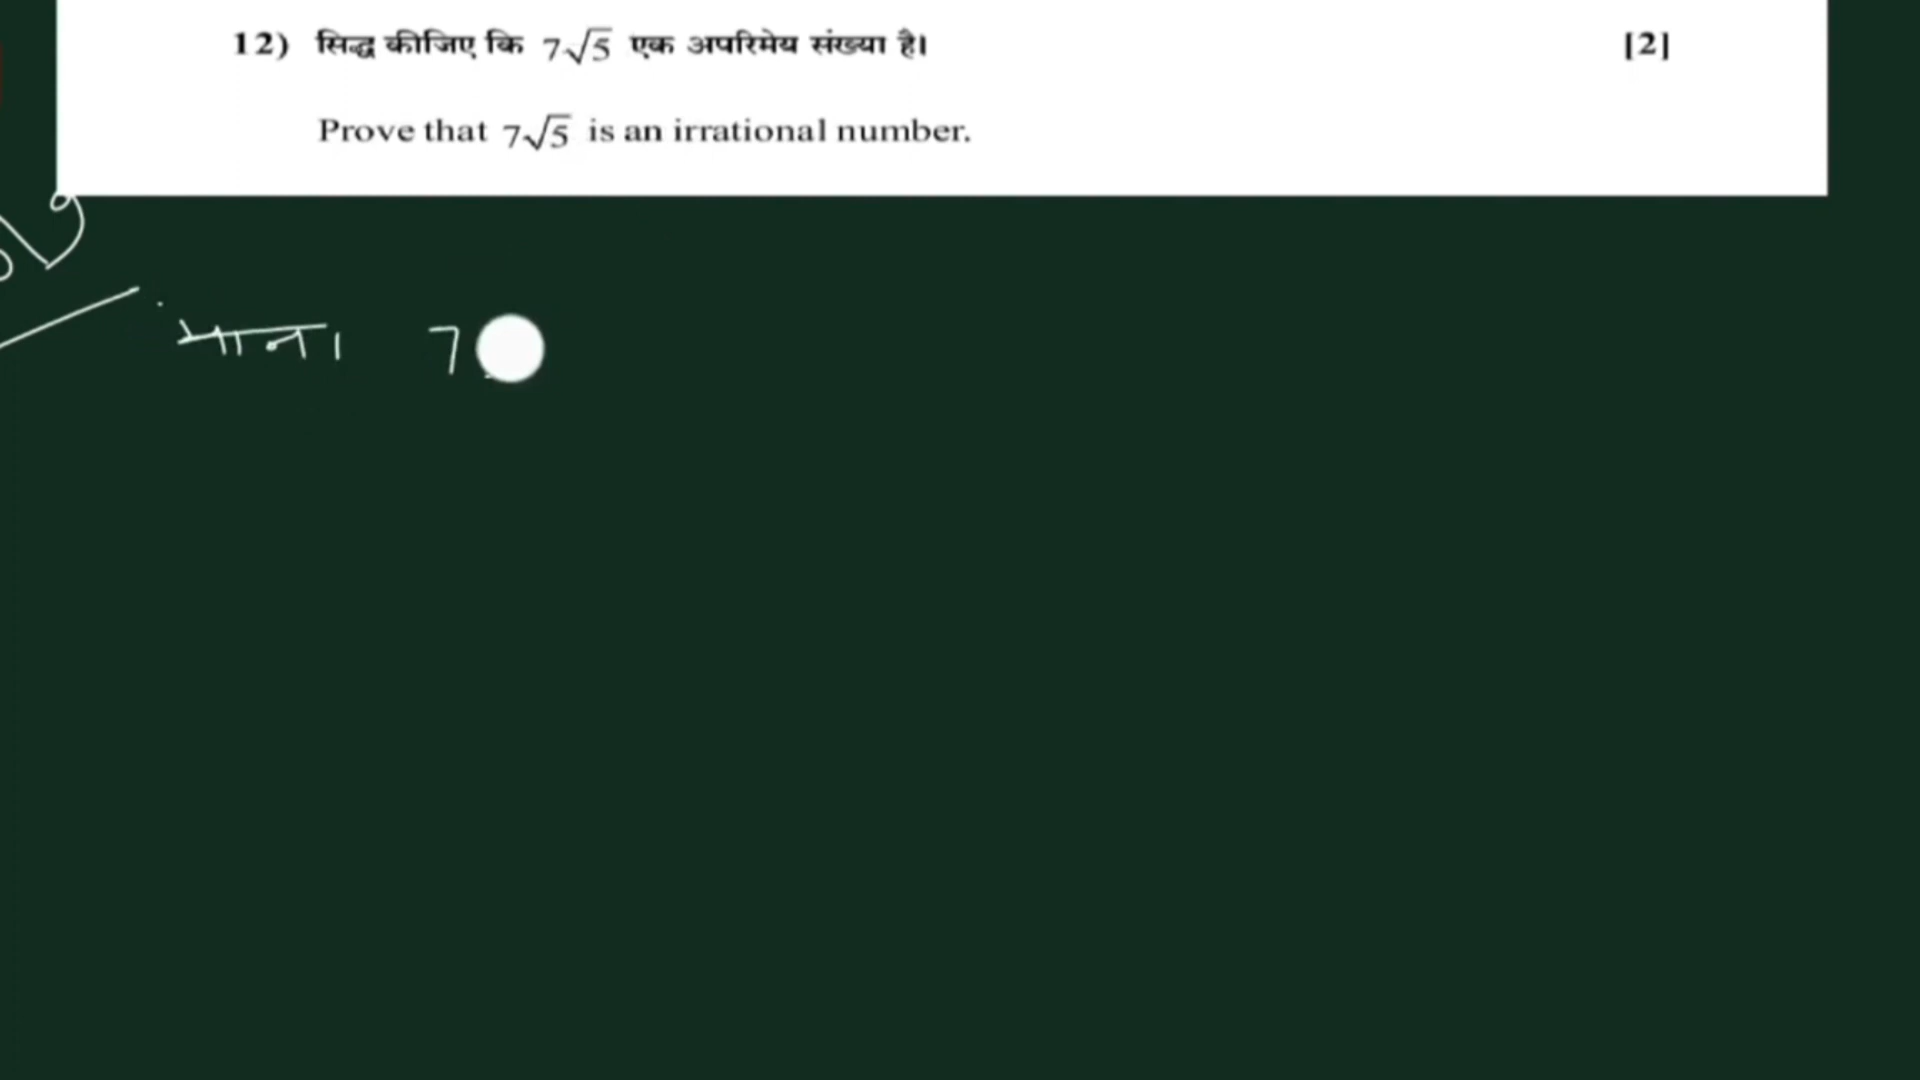 12) सिद्ध कीजिए कि 7√5 एक अपरिमेय संख्या है। [2]
Prove that 7√5 is an irrational number.
माना 7